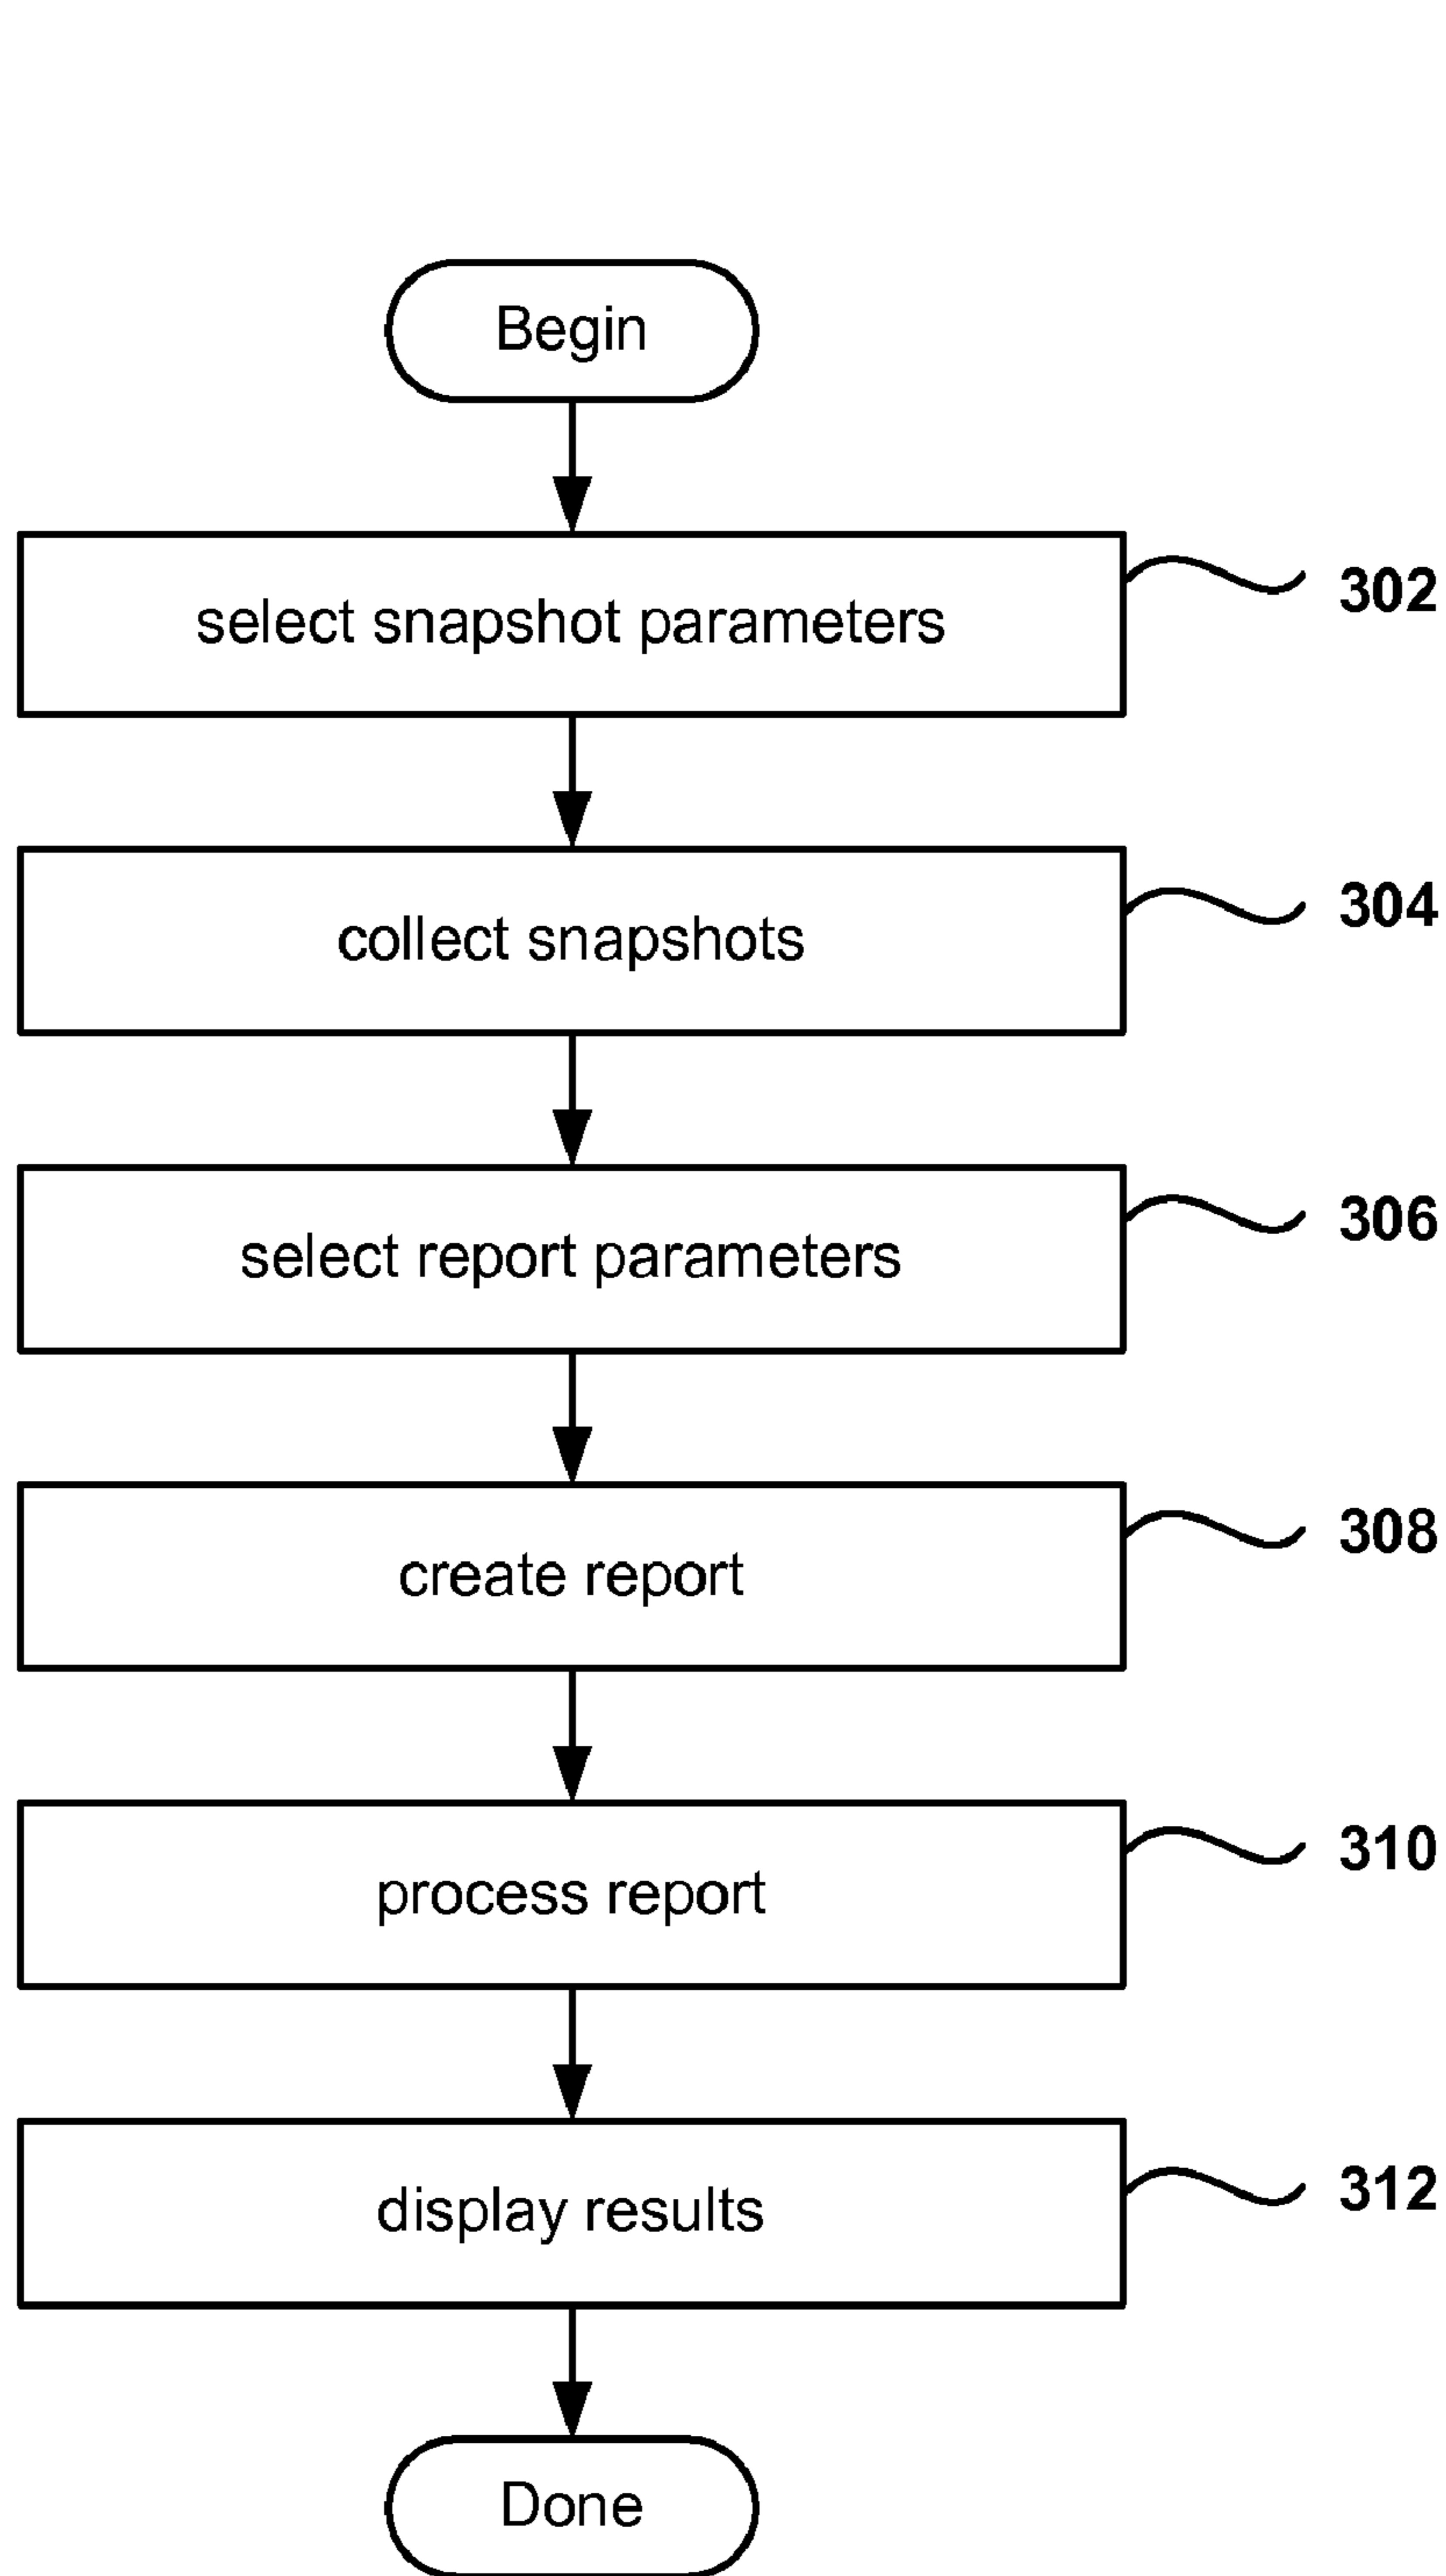 Begin
select snapshot parameters
302
collect snapshots
304
select report parameters
306
create report
308
process report
310
display results
312
Done